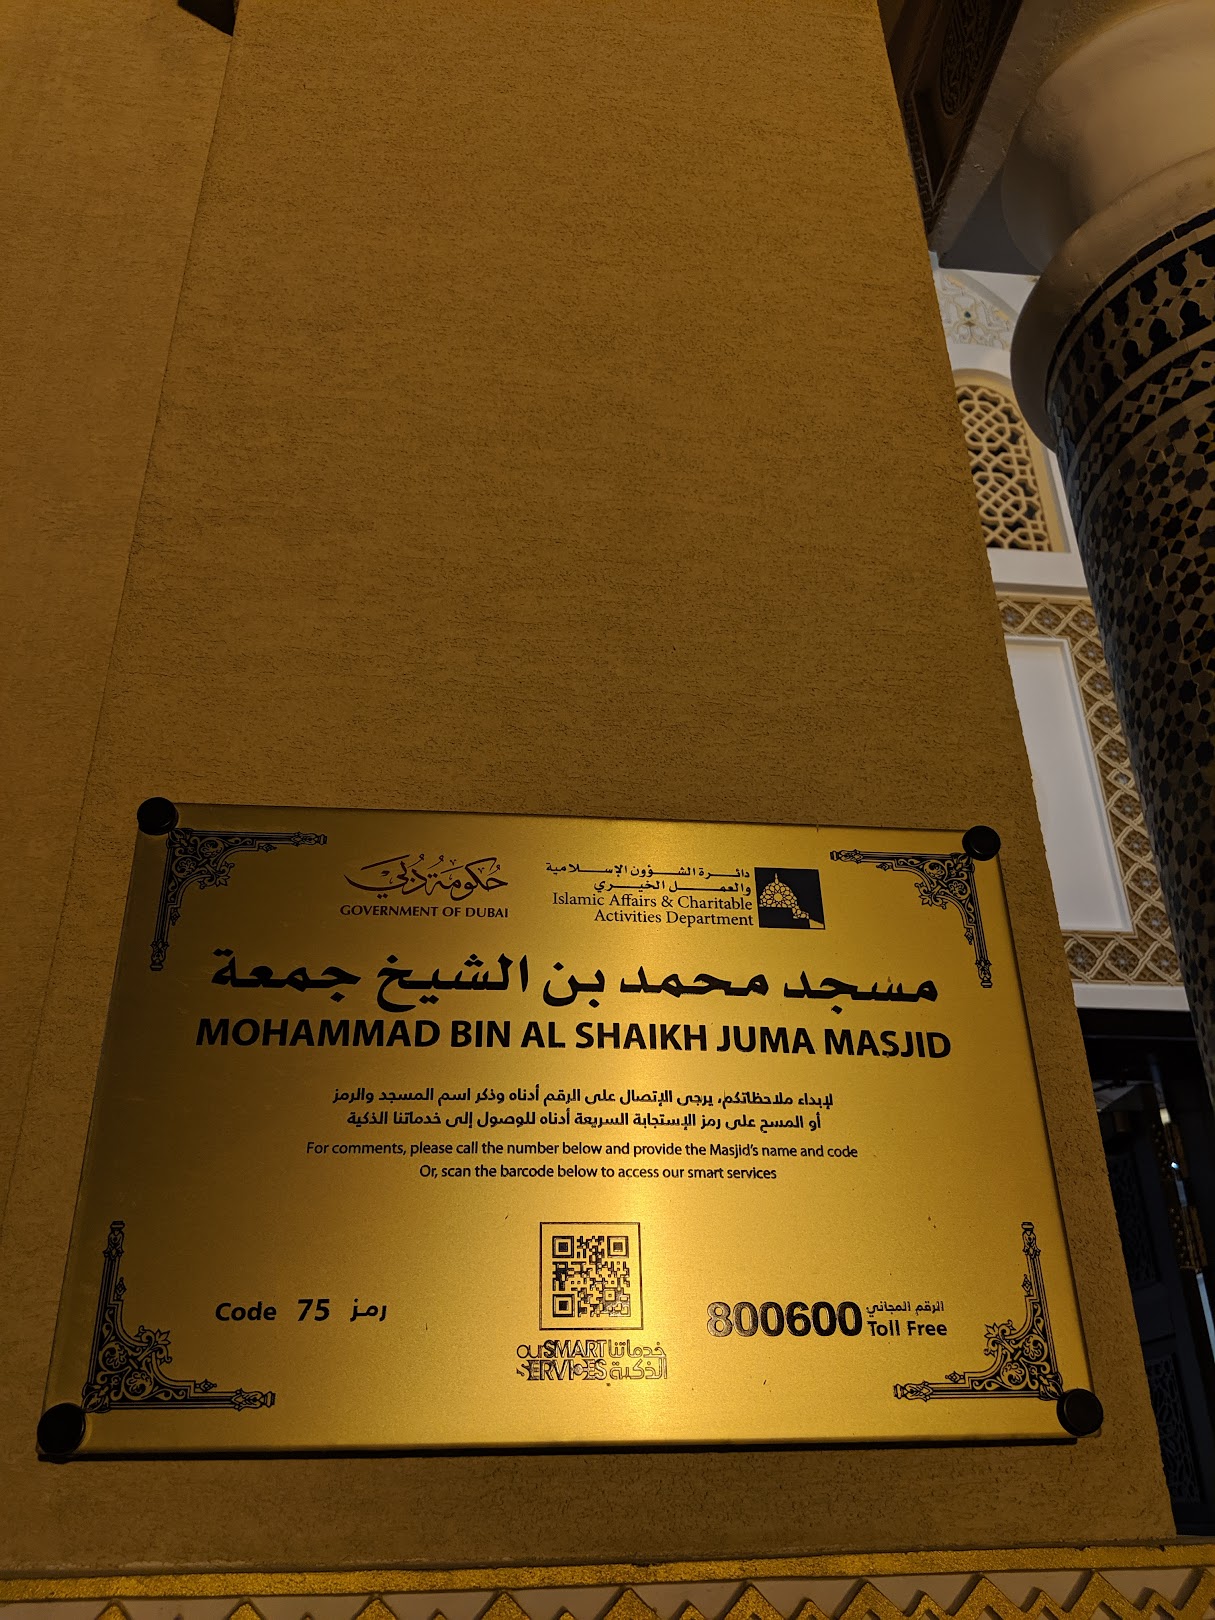 حكومة دبي
GOVERNMENT OF DUBAI
دائرة الشؤون الإسلامية
والعمل الخيري
Islamic Affairs & Charitable
Activities Department
مسجد محمد بن الشيخ جمعة
MOHAMMAD BIN AL SHAIKH JUMA MASJID
لإبداء ملاحظاتكم، يرجى الإتصال على الرقم أدناه وذكر اسم المسجد والرمز
أو المسح على رمز الإستجابة السريعة أدناه للوصول إلى خدماتنا الذكية
For comments, please call the number below and provide the Masjid's name and code
Or, scan the barcode below to access our smart services
Code 75 رمز
800600 الرقم المجاني
Toll Free
ourSMART خدماتنا
SERVICES الذكية